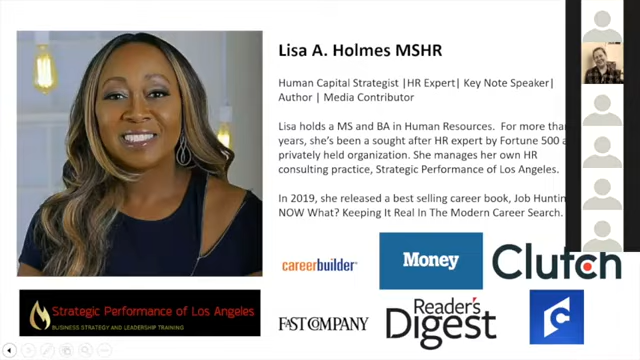 Lisa A. Holmes MSHR
Human Capital Strategist |HR Expert| Key Note Speaker|
Author | Media Contributor
Lisa holds a MS and BA in Human Resources. For more than
years, she's been a sought after HR expert by Fortune 500 a
privately held organization. She manages her own HR
consulting practice, Strategic Performance of Los Angeles.
In 2019, she released a best selling career book, Job Huntin
NOW What? Keeping It Real In The Modern Career Search.
careerbuilder
Money
Clutch
Strategic Performance of Los Angeles
BUSINESS STRATEGY AND LEADERSHIP TRAINING
FAST COMPANY
Reader's
Digest